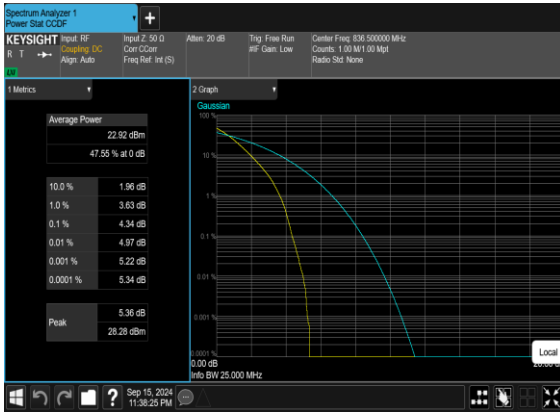 Spectrum Analyzer 1
Power Stat CCDF
KEYSIGHT
R T
LV
Input: RF
Coupling: DC
Align: Auto
Input Z: 50 Ω
Corr CCorr
Freq Ref: Int (S)
Atten: 20 dB
Trig: Free Run
#IF Gain: Low
Center Freq: 836.500000 MHz
Counts: 1.00 M/1.00 Mpt
Radio Std: None
1 Metrics
Average Power
22.92 dBm
47.55 % at 0 dB
10.0 % 1.96 dB
1.0 % 3.63 dB
0.1 % 4.34 dB
0.01 % 4.97 dB
0.001 % 5.22 dB
0.0001 % 5.34 dB
Peak
5.36 dB
28.28 dBm
2 Graph
Gaussian
100 %
10 %
1 %
0.1 %
0.01 %
0.001 %
0.0001 %
0.00 dB
Info BW 25.000 MHz
Local
Sep 15, 2024
11:38:25 PM
?